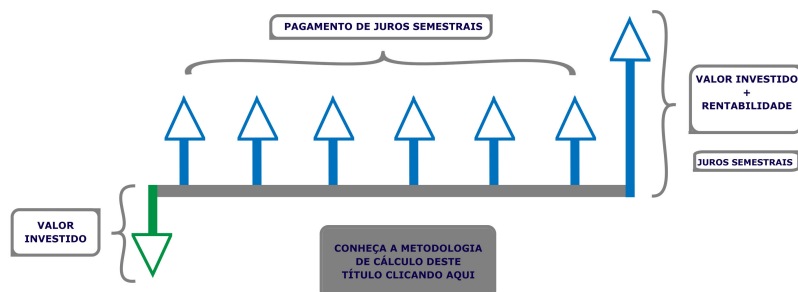 PAGAMENTO DE JUROS SEMESTRAIS
VALOR INVESTIDO
+
RENTABILIDADE
JUROS SEMESTRAIS
VALOR
INVESTIDO
CONHEÇA A METODOLOGIA
DE CÁLCULO DESTE
TÍTULO CLICANDO AQUI